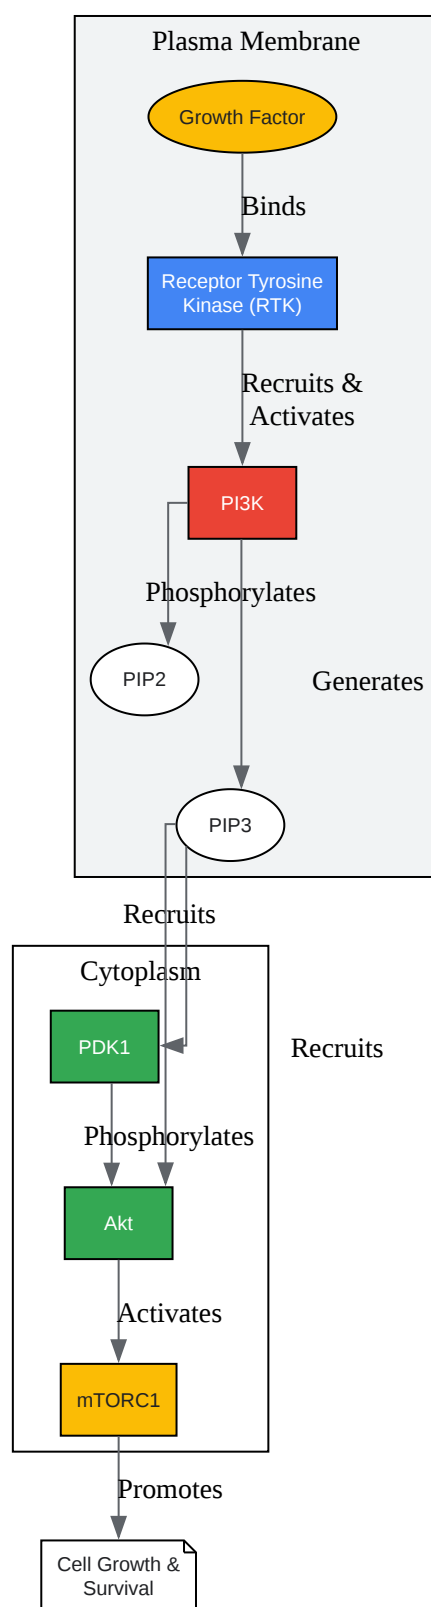 Plasma Membrane
Growth Factor
Binds
Receptor Tyrosine
Kinase (RTK)
Recruits &
Activates
PI3K
Phosphorylates
PIP2
Generates
PIP3
Recruits
Cytoplasm
PDK1
Recruits
Phosphorylates
Akt
Activates
mTORC1
Promotes
Cell Growth &
Survival